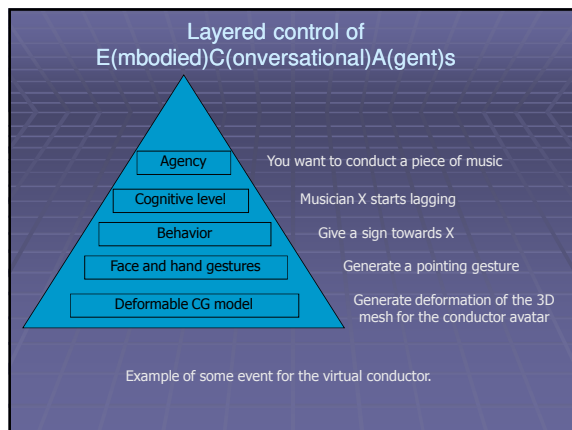 Layered control of
E(mbodied)C(onversational)A(gent)s
Agency
You want to conduct a piece of music
Cognitive level
Musician X starts lagging
Behavior
Give a sign towards X
Face and hand gestures
Generate a pointing gesture
Deformable CG model
Generate deformation of the 3D
mesh for the conductor avatar
Example of some event for the virtual conductor.